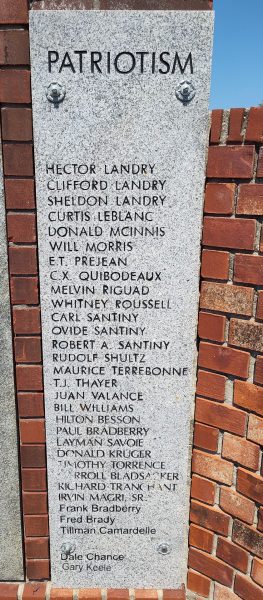 PATRIOTISM
HECTOR LANDRY
CLIFFORD LANDRY
SHELDON LANDRY
CURTIS LEBLANC
DONALD MCINNIS
WILL MORRIS
E.T. PREJEAN
C.X. QUIBODEAUX
MELVIN RIGUAD
WHITNEY ROUSSELL
CARL SANTINY
OVIDE SANTINY
ROBERT A. SANTINY
RUDOLF SHULTZ
MAURICE TERREBONNE
T.J. THAYER
JUAN VALANCE
BILL WILLIAMS
HILTON BESSON
PAUL BRADBERRY
LAYMAN SAVOIE
DONALD KRUGER
TIMOTHY TORRENCE
RROLL BLADSACKER
RICHARD TRANCHANT
IRVIN MAGRI, SR.
Frank Bradberry
Fred Brady
Tillman Camardelle
Dale Chance
Gary Keele